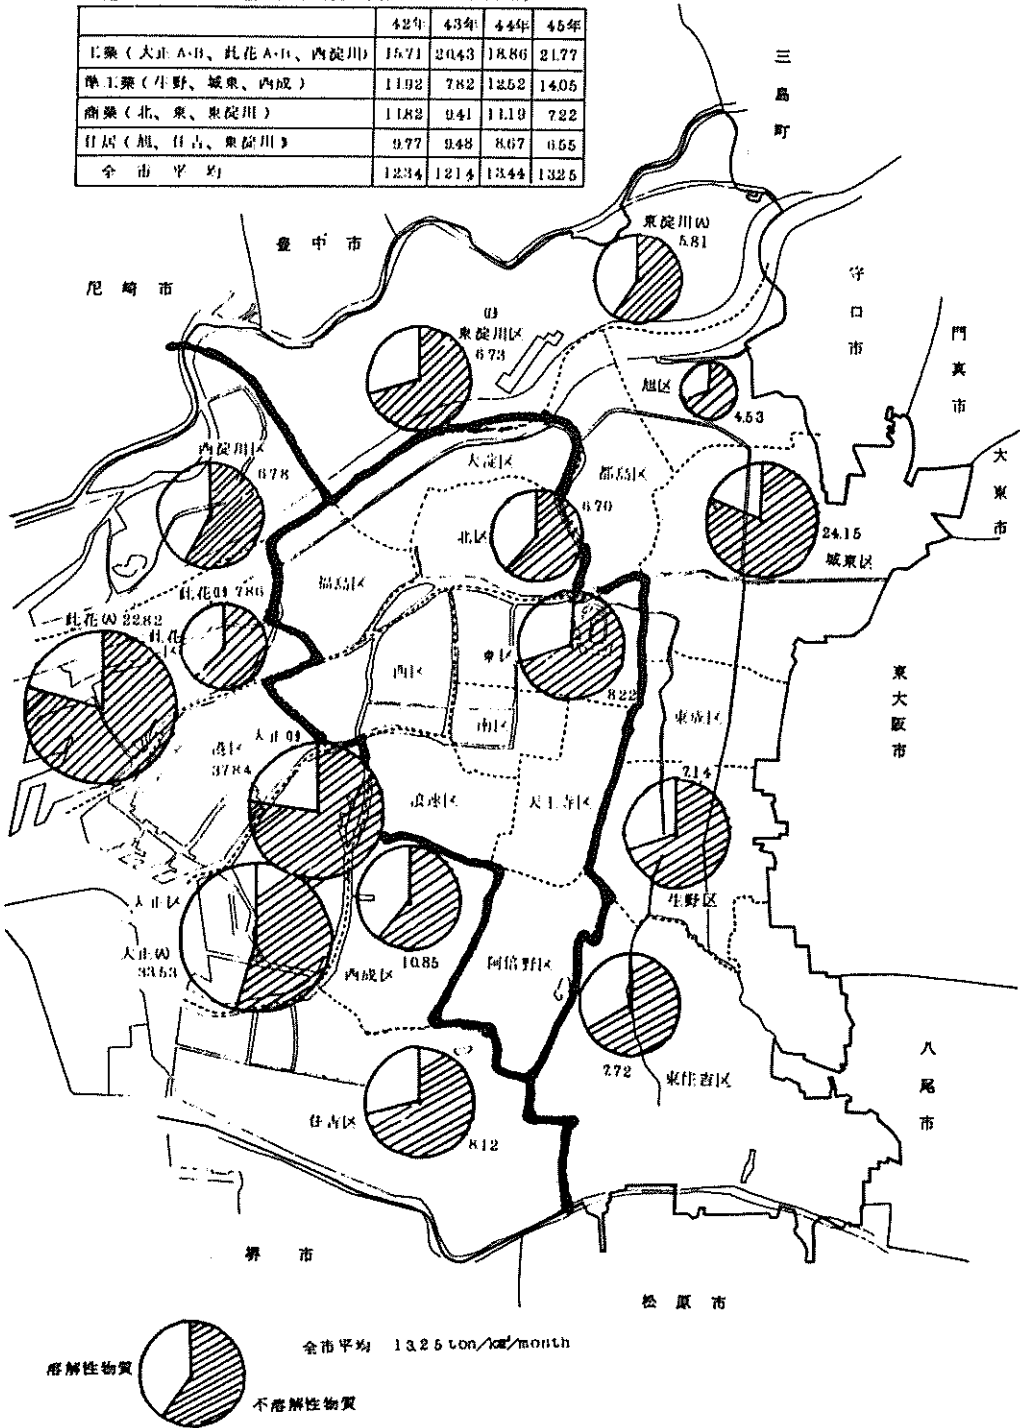 42年 43年 44年 45年
工業(大正A・B、此花A・B、西淀川) 15.71 20.43 18.86 21.77
準工業(生野、城東、西成) 11.92 7.82 12.52 14.05
商業(北、東、東淀川) 11.82 9.41 11.19 7.22
住居(旭、住吉、東淀川) 9.77 9.48 8.67 6.55
全市平均 12.34 12.14 13.44 13.25
三島町
東淀川(A)
5.81
豊中市
尼崎市
守口市
門真市
(B)
東淀川区
6.73
旭区
4.53
大東市
西淀川区
6.78
大淀区
都島区
6.70
北区
24.15
城東区
福島区
此花(B) 7.86
此花(A) 22.82
此花区
西区
東区
8.22
東大阪市
南区
東成区
港区
大正(B)
37.84
浪速区
天王寺区
7.14
生野区
大正区
大正(A)
33.53
10.85
西成区
阿倍野区
7.72
東住吉区
八尾市
住吉区
8.12
堺市
松原市
全市平均 13.25 ton/km²/month
溶解性物質
不溶解性物質